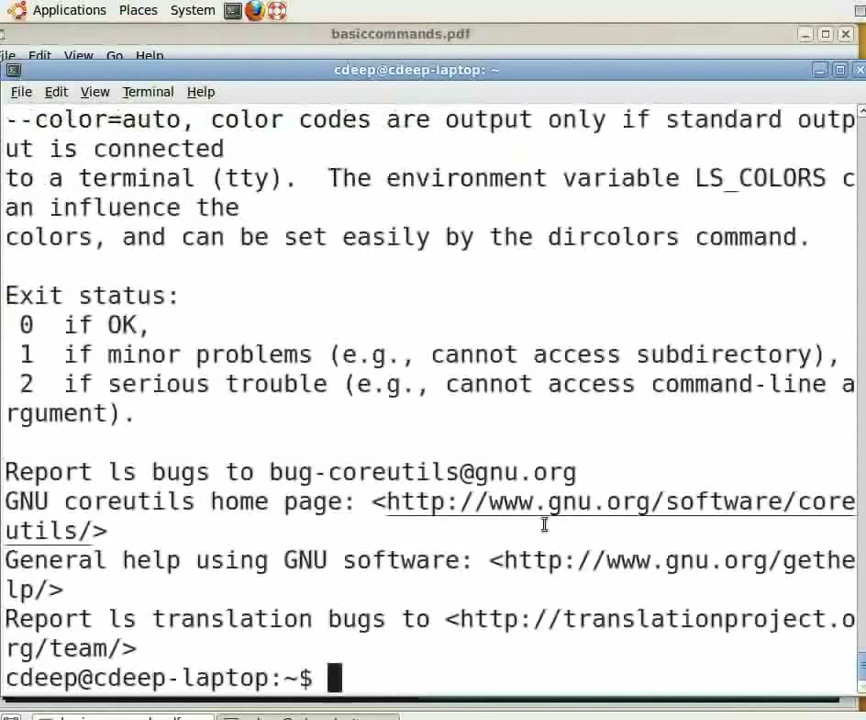 Applications Places System
basiccommands.pdf
File Edit View Go Help
cdeep@cdeep-laptop: ~
File Edit View Terminal Help
--color=auto, color codes are output only if standard outp
ut is connected
to a terminal (tty).  The environment variable LS_COLORS c
an influence the
colors, and can be set easily by the dircolors command.
Exit status:
0  if OK,
1  if minor problems (e.g., cannot access subdirectory),
2  if serious trouble (e.g., cannot access command-line a
rgument).
Report ls bugs to bug-coreutils@gnu.org
GNU coreutils home page: <http://www.gnu.org/software/core
utils/>
General help using GNU software: <http://www.gnu.org/gethe
lp/>
Report ls translation bugs to <http://translationproject.o
rg/team/>
cdeep@cdeep-laptop:~$